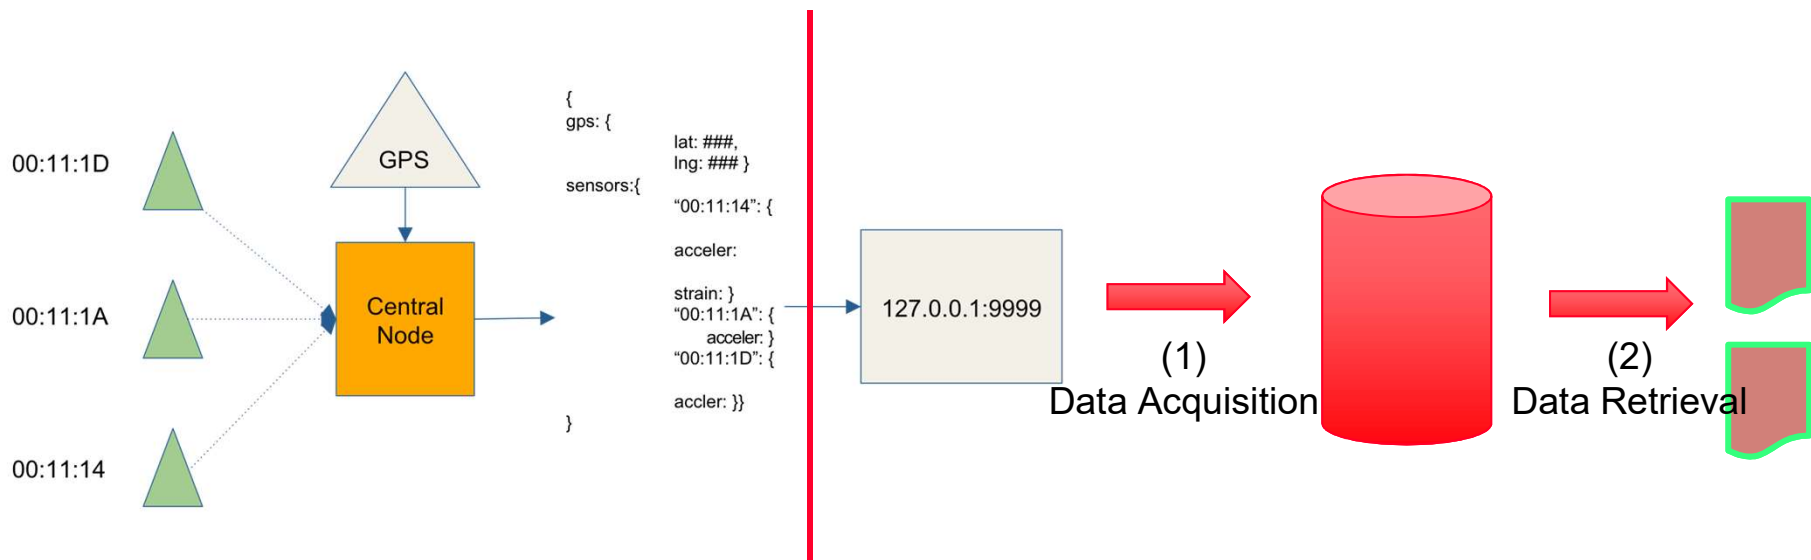 00:11:1D
00:11:1A
00:11:14
GPS
Central
Node
{
gps: {
lat: ###,
lng: ### }
sensors:{
“00:11:14”: {
acceler:
strain: }
“00:11:1A”: {
acceler: }
“00:11:1D”: {
accler: }}
}
127.0.0.1:9999
(1)
Data Acquisition
(2)
Data Retrieval